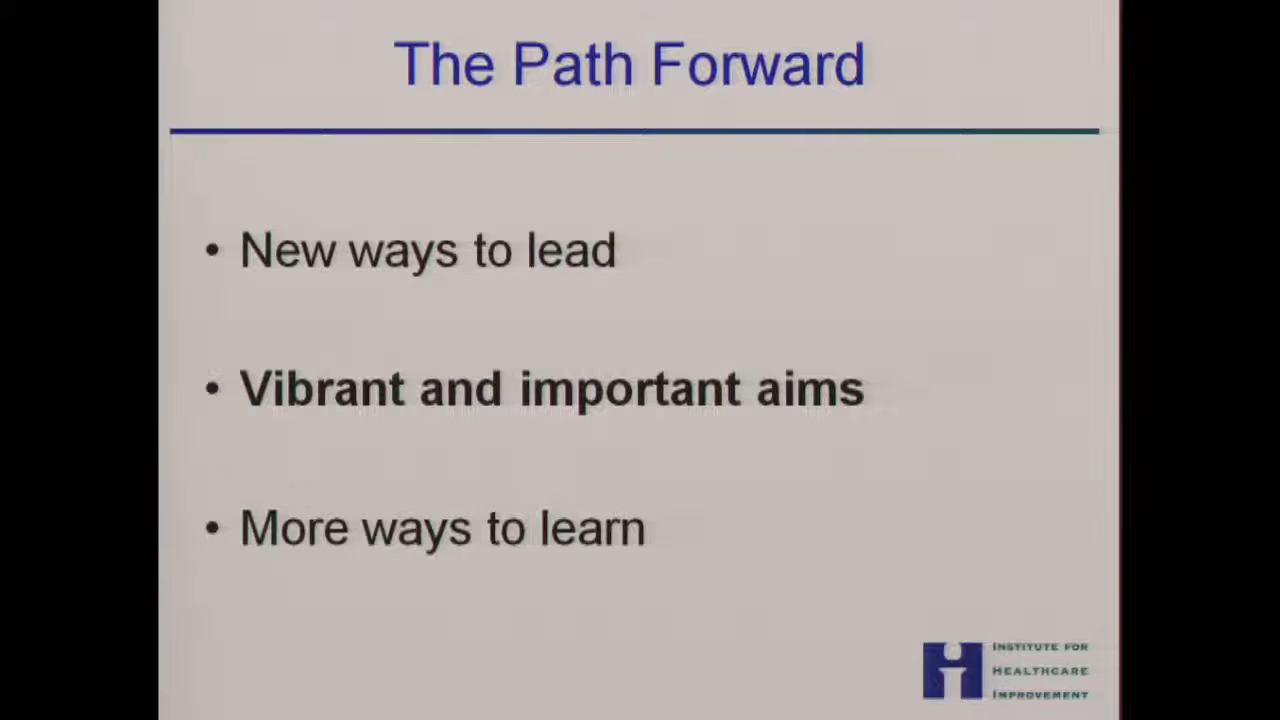 The Path Forward
• New ways to lead
• Vibrant and important aims
• More ways to learn
INSTITUTE FOR
HEALTHCARE
IMPROVEMENT